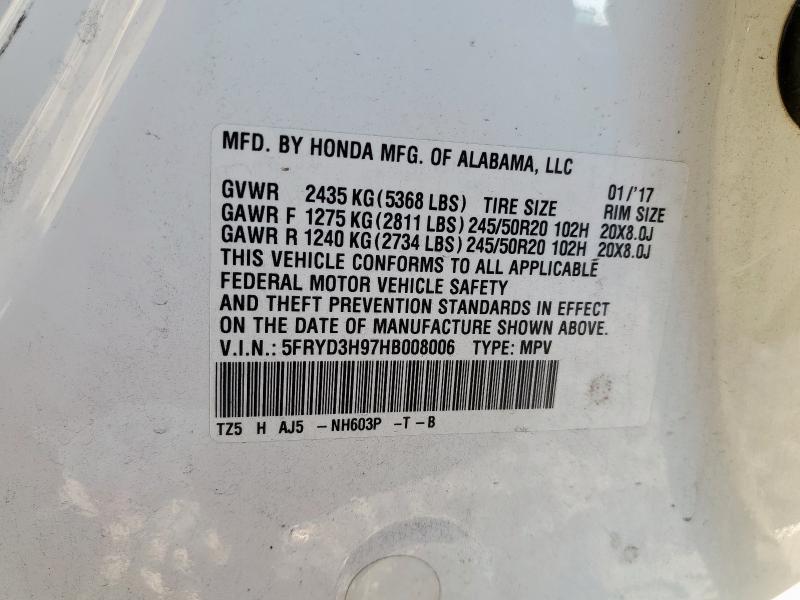 MFD. BY HONDA MFG. OF ALABAMA, LLC
GVWR 2435 KG (5368 LBS) TIRE SIZE 01/'17 RIM SIZE
GAWR F 1275 KG (2811 LBS) 245/50R20 102H 20X8.0J
GAWR R 1240 KG (2734 LBS) 245/50R20 102H 20X8.0J
THIS VEHICLE CONFORMS TO ALL APPLICABLE
FEDERAL MOTOR VEHICLE SAFETY
AND THEFT PREVENTION STANDARDS IN EFFECT
ON THE DATE OF MANUFACTURE SHOWN ABOVE.
V.I.N.: 5FRYD3H97HB008006 TYPE: MPV
TZ5 H AJ5 -NH603P -T -B